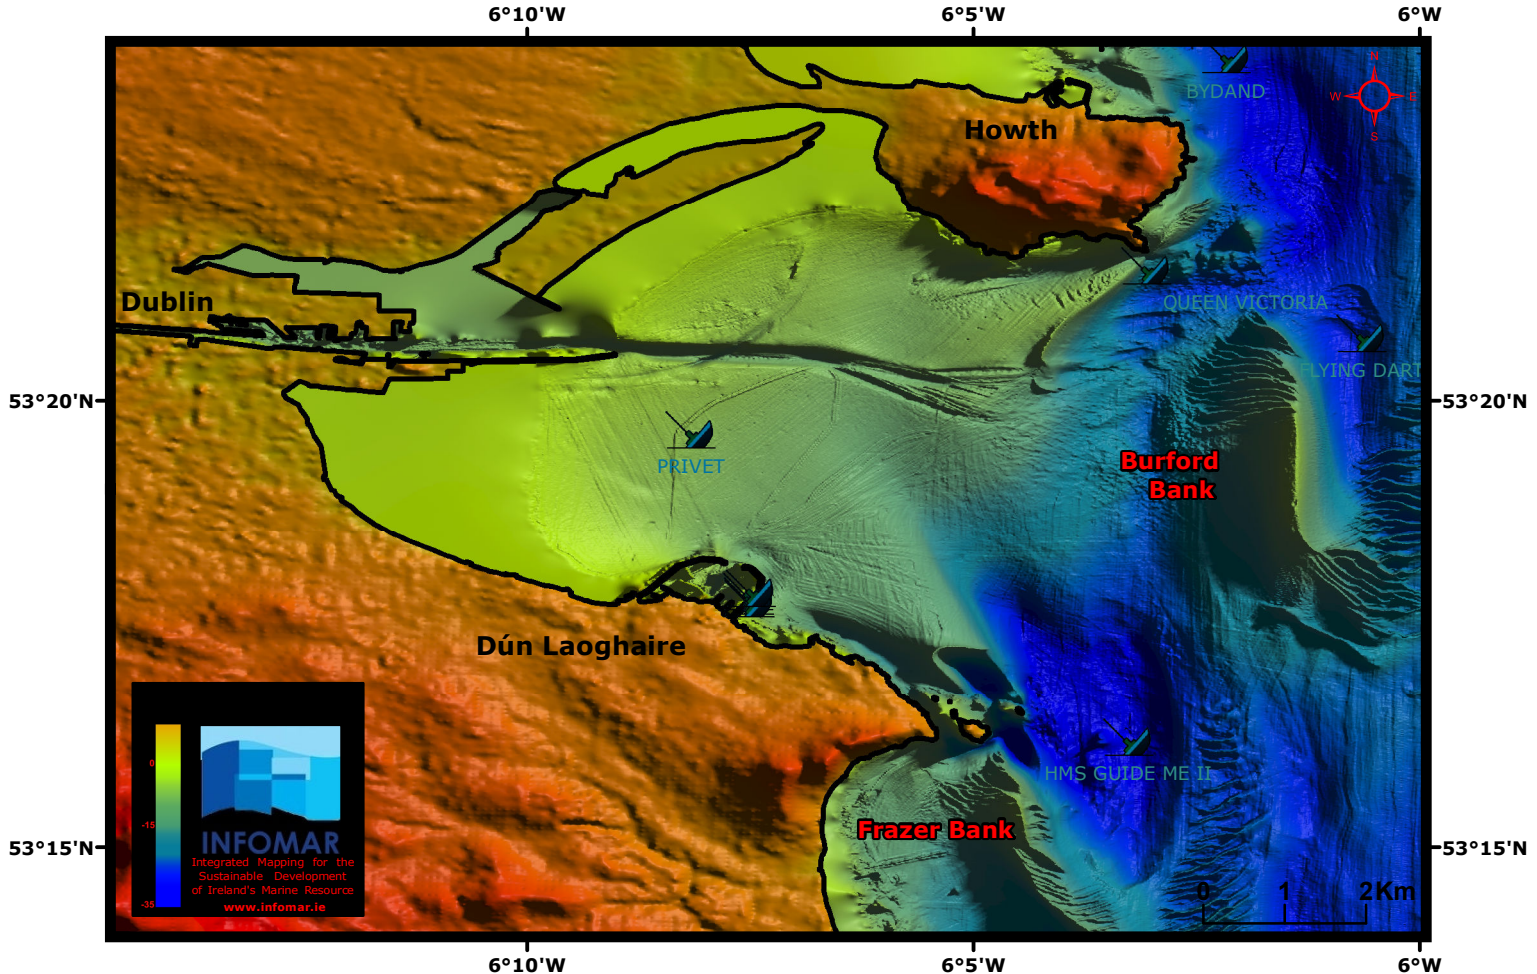 6°10'W
6°5'W
6°W
N
W
E
S
BYDAND
Howth
QUEEN VICTORIA
Dublin
FLYING DART
53°20'N
53°20'N
PRIVET
Burford
Bank
Dún Laoghaire
HMS GUIDE ME II
Frazer Bank
0
-15
-35
INFOMAR
Integrated Mapping for the
Sustainable Development
of Ireland's Marine Resource
www.infomar.ie
53°15'N
53°15'N
0 1 2Km
6°10'W
6°5'W
6°W